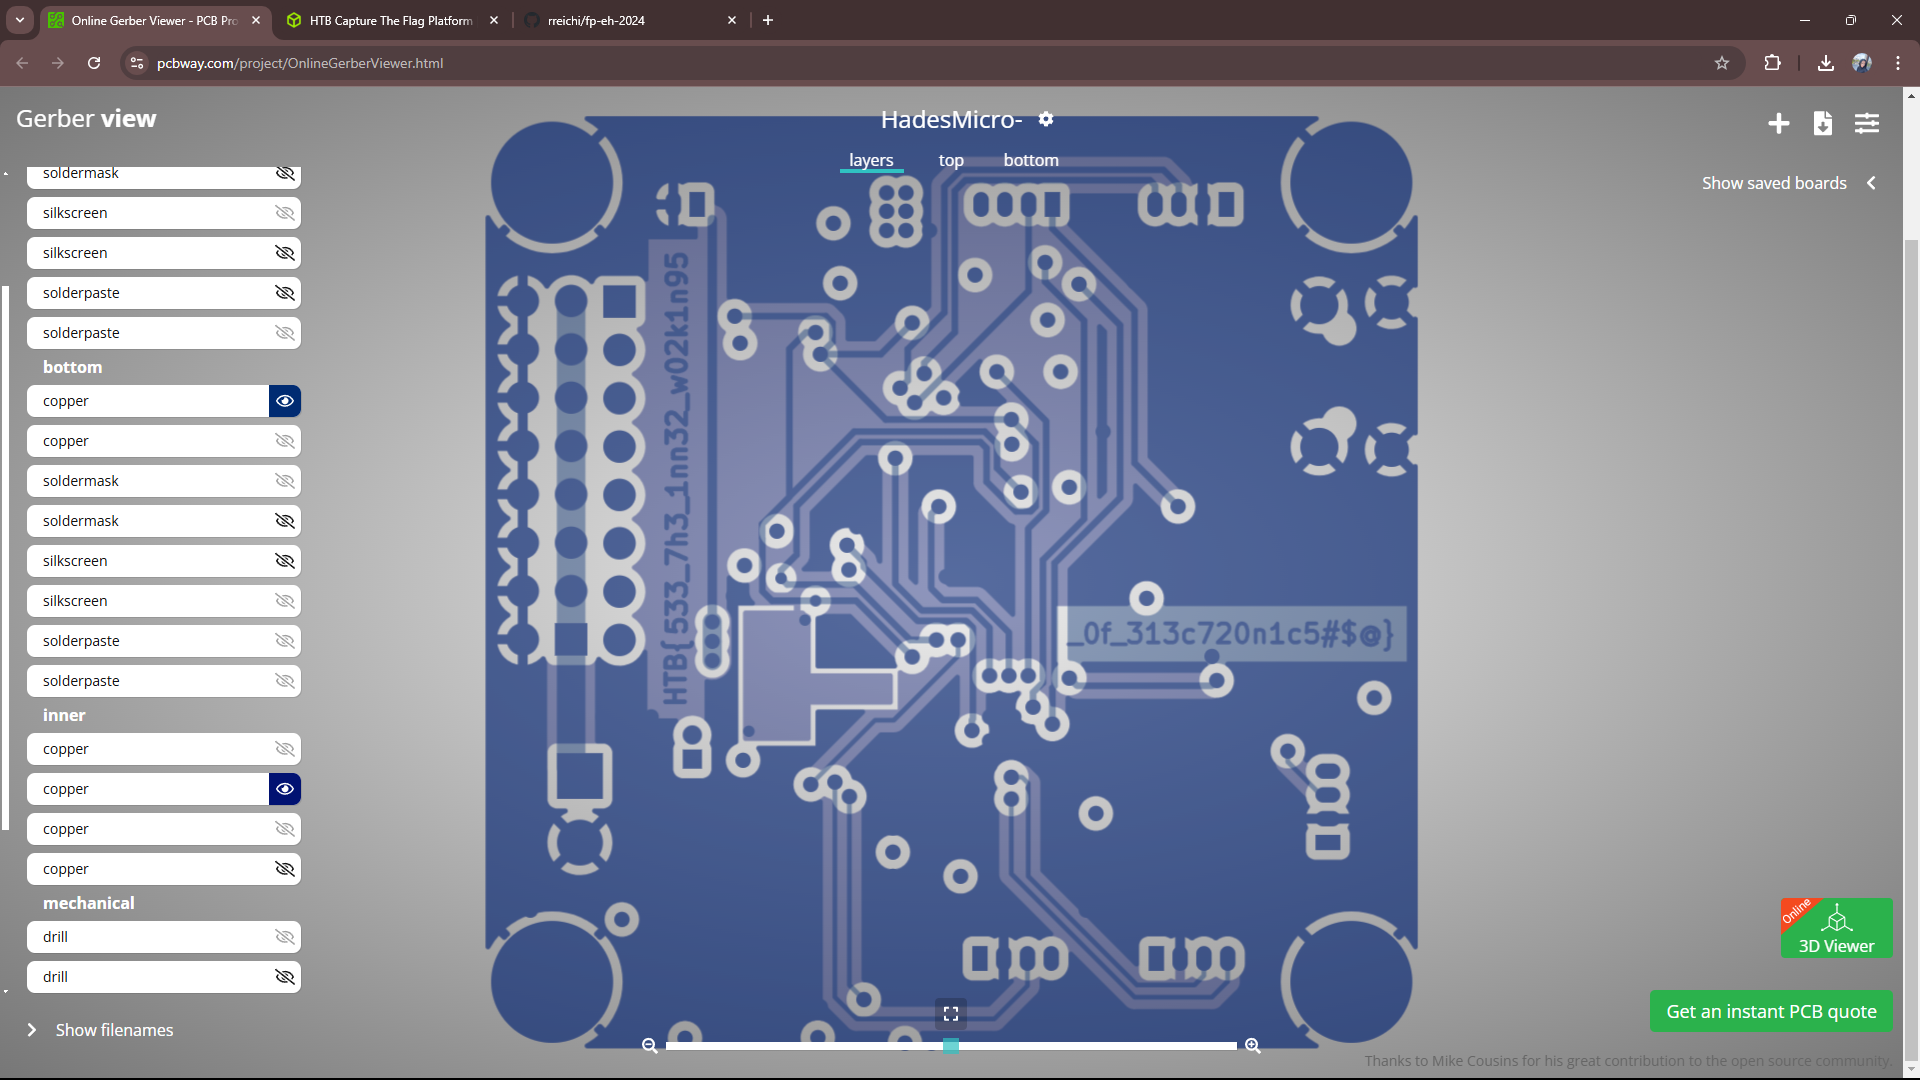 Online Gerber Viewer - PCB Pro
HTB Capture The Flag Platform
rreichi/fp-eh-2024
pcbway.com/project/OnlineGerberViewer.html
Gerber view
HadesMicro-
layers
top
bottom
Show saved boards
soldermask
silkscreen
silkscreen
solderpaste
solderpaste
bottom
copper
copper
soldermask
soldermask
silkscreen
silkscreen
solderpaste
solderpaste
inner
copper
copper
copper
copper
mechanical
drill
drill
Show filenames
HTB{533_7h3_1nn32_w02k1n95
_0f_313c720n1c5#$@}
Online
3D Viewer
Get an instant PCB quote
Thanks to Mike Cousins for his great contribution to the open source community.